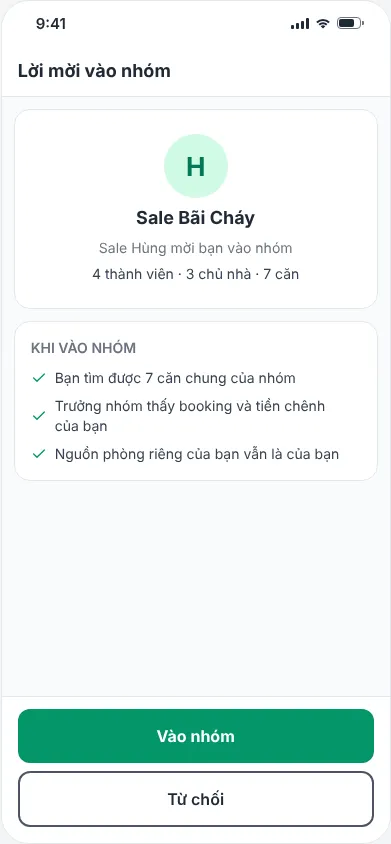 9:41
Lời mời vào nhóm
H
Sale Bãi Cháy
Sale Hùng mời bạn vào nhóm
4 thành viên · 3 chủ nhà · 7 căn
KHI VÀO NHÓM
Bạn tìm được 7 căn chung của nhóm
Trưởng nhóm thấy booking và tiền chênh
của bạn
Nguồn phòng riêng của bạn vẫn là của bạn
Vào nhóm
Từ chối